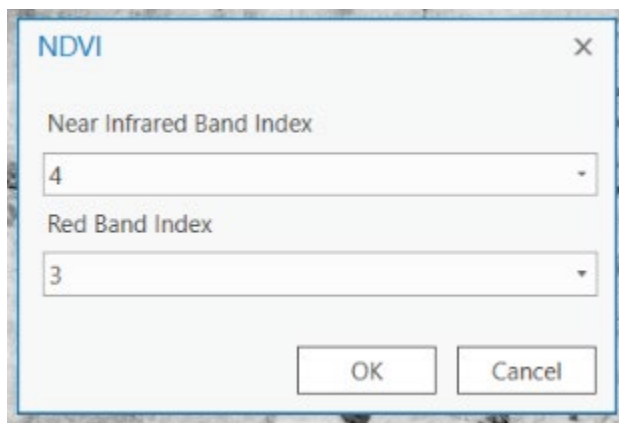 NDVI
Near Infrared Band Index
4
Red Band Index
3
OK Cancel